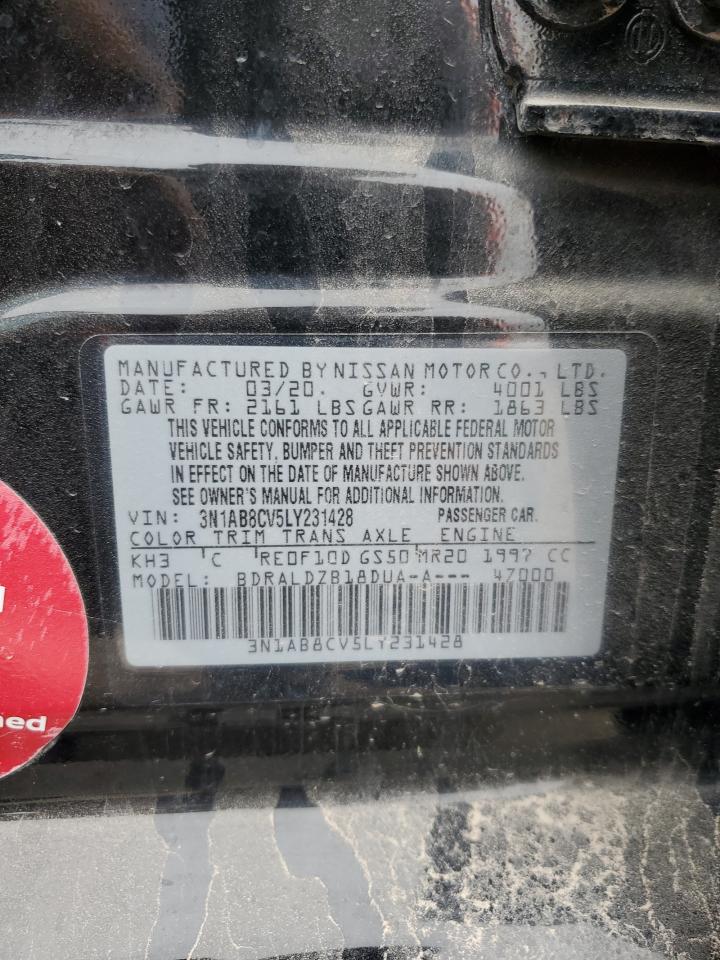 MANUFACTURED BY NISSAN MOTOR CO., LTD.
DATE: 03/20. GVWR: 4001 LBS
GAWR FR: 2161 LBS GAWR RR: 1863 LBS
THIS VEHICLE CONFORMS TO ALL APPLICABLE FEDERAL MOTOR
VEHICLE SAFETY, BUMPER AND THEFT PREVENTION STANDARDS
IN EFFECT ON THE DATE OF MANUFACTURE SHOWN ABOVE.
SEE OWNER'S MANUAL FOR ADDITIONAL INFORMATION.
VIN: 3N1AB8CV5LY231428 PASSENGER CAR.
COLOR TRIM TRANS AXLE ENGINE
KH3 C RE0F10D GS50 MR20 1997 CC
MODEL: BDRALDZB18DUA-A--- 47000
3N1AB8CV5LY231428